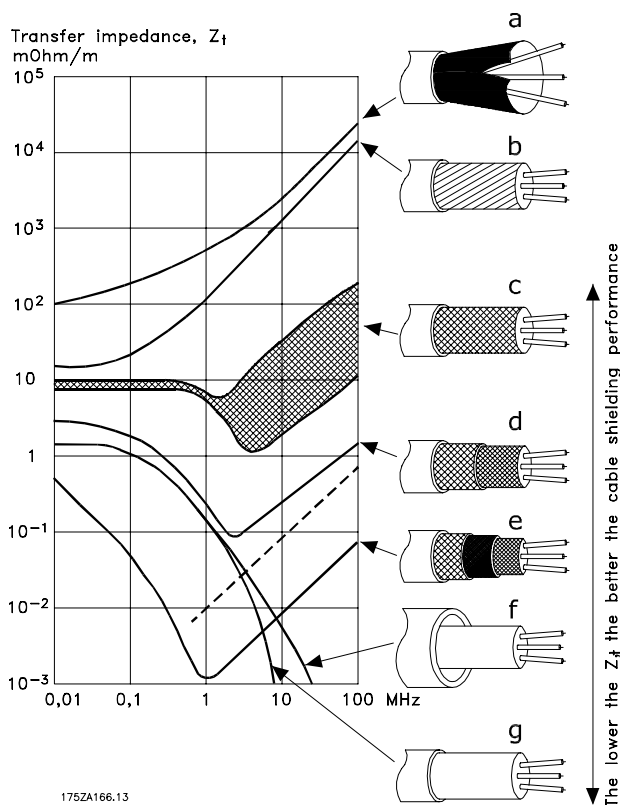 Transfer impedance, Zt
mOhm/m
10⁵
10⁴
10³
10²
10
1
10⁻¹
10⁻²
10⁻³
0,01
0,1
1
10
100
MHz
a
b
c
d
e
f
g
The lower the Zt the better the cable shielding performance
175ZA166.13